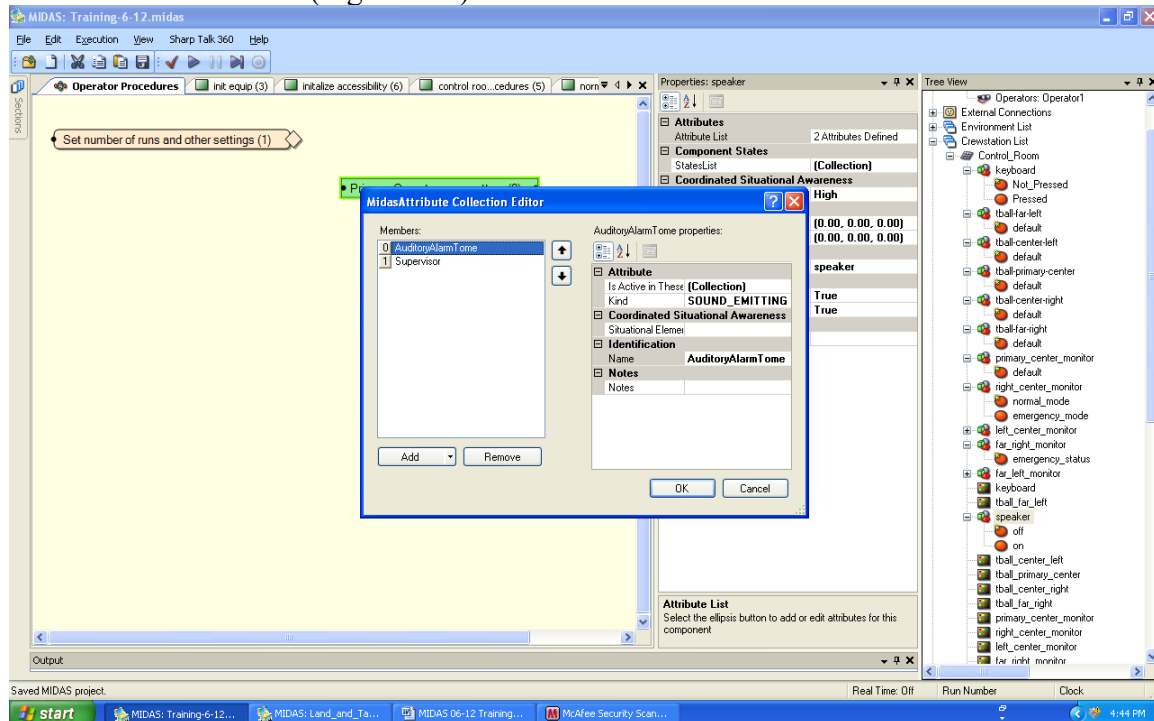 MIDAS: Training-6-12.midas
File Edit Execution View Sharp Talk 360 Help
Sections
Operator Procedures
init equip (3)
initalize accessibility (6)
control roo...cedures (5)
norn
Set number of runs and other settings (1)
MidasAttribute Collection Editor
Members:
0 AuditoryAlarmTome
1 Supervisor
Add
Remove
AuditoryAlarmTome properties:
Attribute
Is Active in These (Collection)
Kind SOUND_EMITTING
Coordinated Situational Awareness
Situational Elemei
Identification
Name AuditoryAlarmTome
Notes
Notes
OK
Cancel
Properties: speaker
Attributes
Attribute List 2 Attributes Defined
Component States
StatesList (Collection)
Coordinated Situational Awareness
High
(0.00, 0.00, 0.00)
(0.00, 0.00, 0.00)
speaker
True
True
Attribute List
Select the ellipsis button to add or edit attributes for this
component
Tree View
Operators: Operator1
External Connections
Environment List
Crewstation List
Control_Room
keyboard
Not_Pressed
Pressed
tball-far-left
default
tball-center-left
default
tball-primary-center
default
tball-center-right
default
tball-far-right
default
primary_center_monitor
default
right_center_monitor
normal_mode
emergency_mode
left_center_monitor
far_right_monitor
emergency_status
far_left_monitor
keyboard
tball_far_left
speaker
off
on
tball_center_left
tball_primary_center
tball_center_right
tball_far_right
primary_center_monitor
right_center_monitor
left_center_monitor
far_right_monitor
Output
Saved MIDAS project.
Real Time: Off
Run Number
Clock
start
MIDAS: Training-6-12...
MIDAS: Land_and_Ta...
MIDAS 06-12 Training...
McAfee Security Scan...
4:44 PM